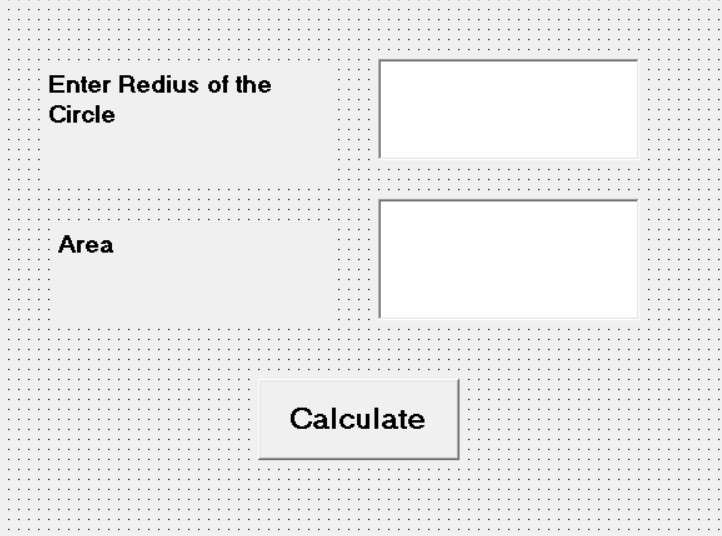 Enter Redius of the
Circle
Area
Calculate